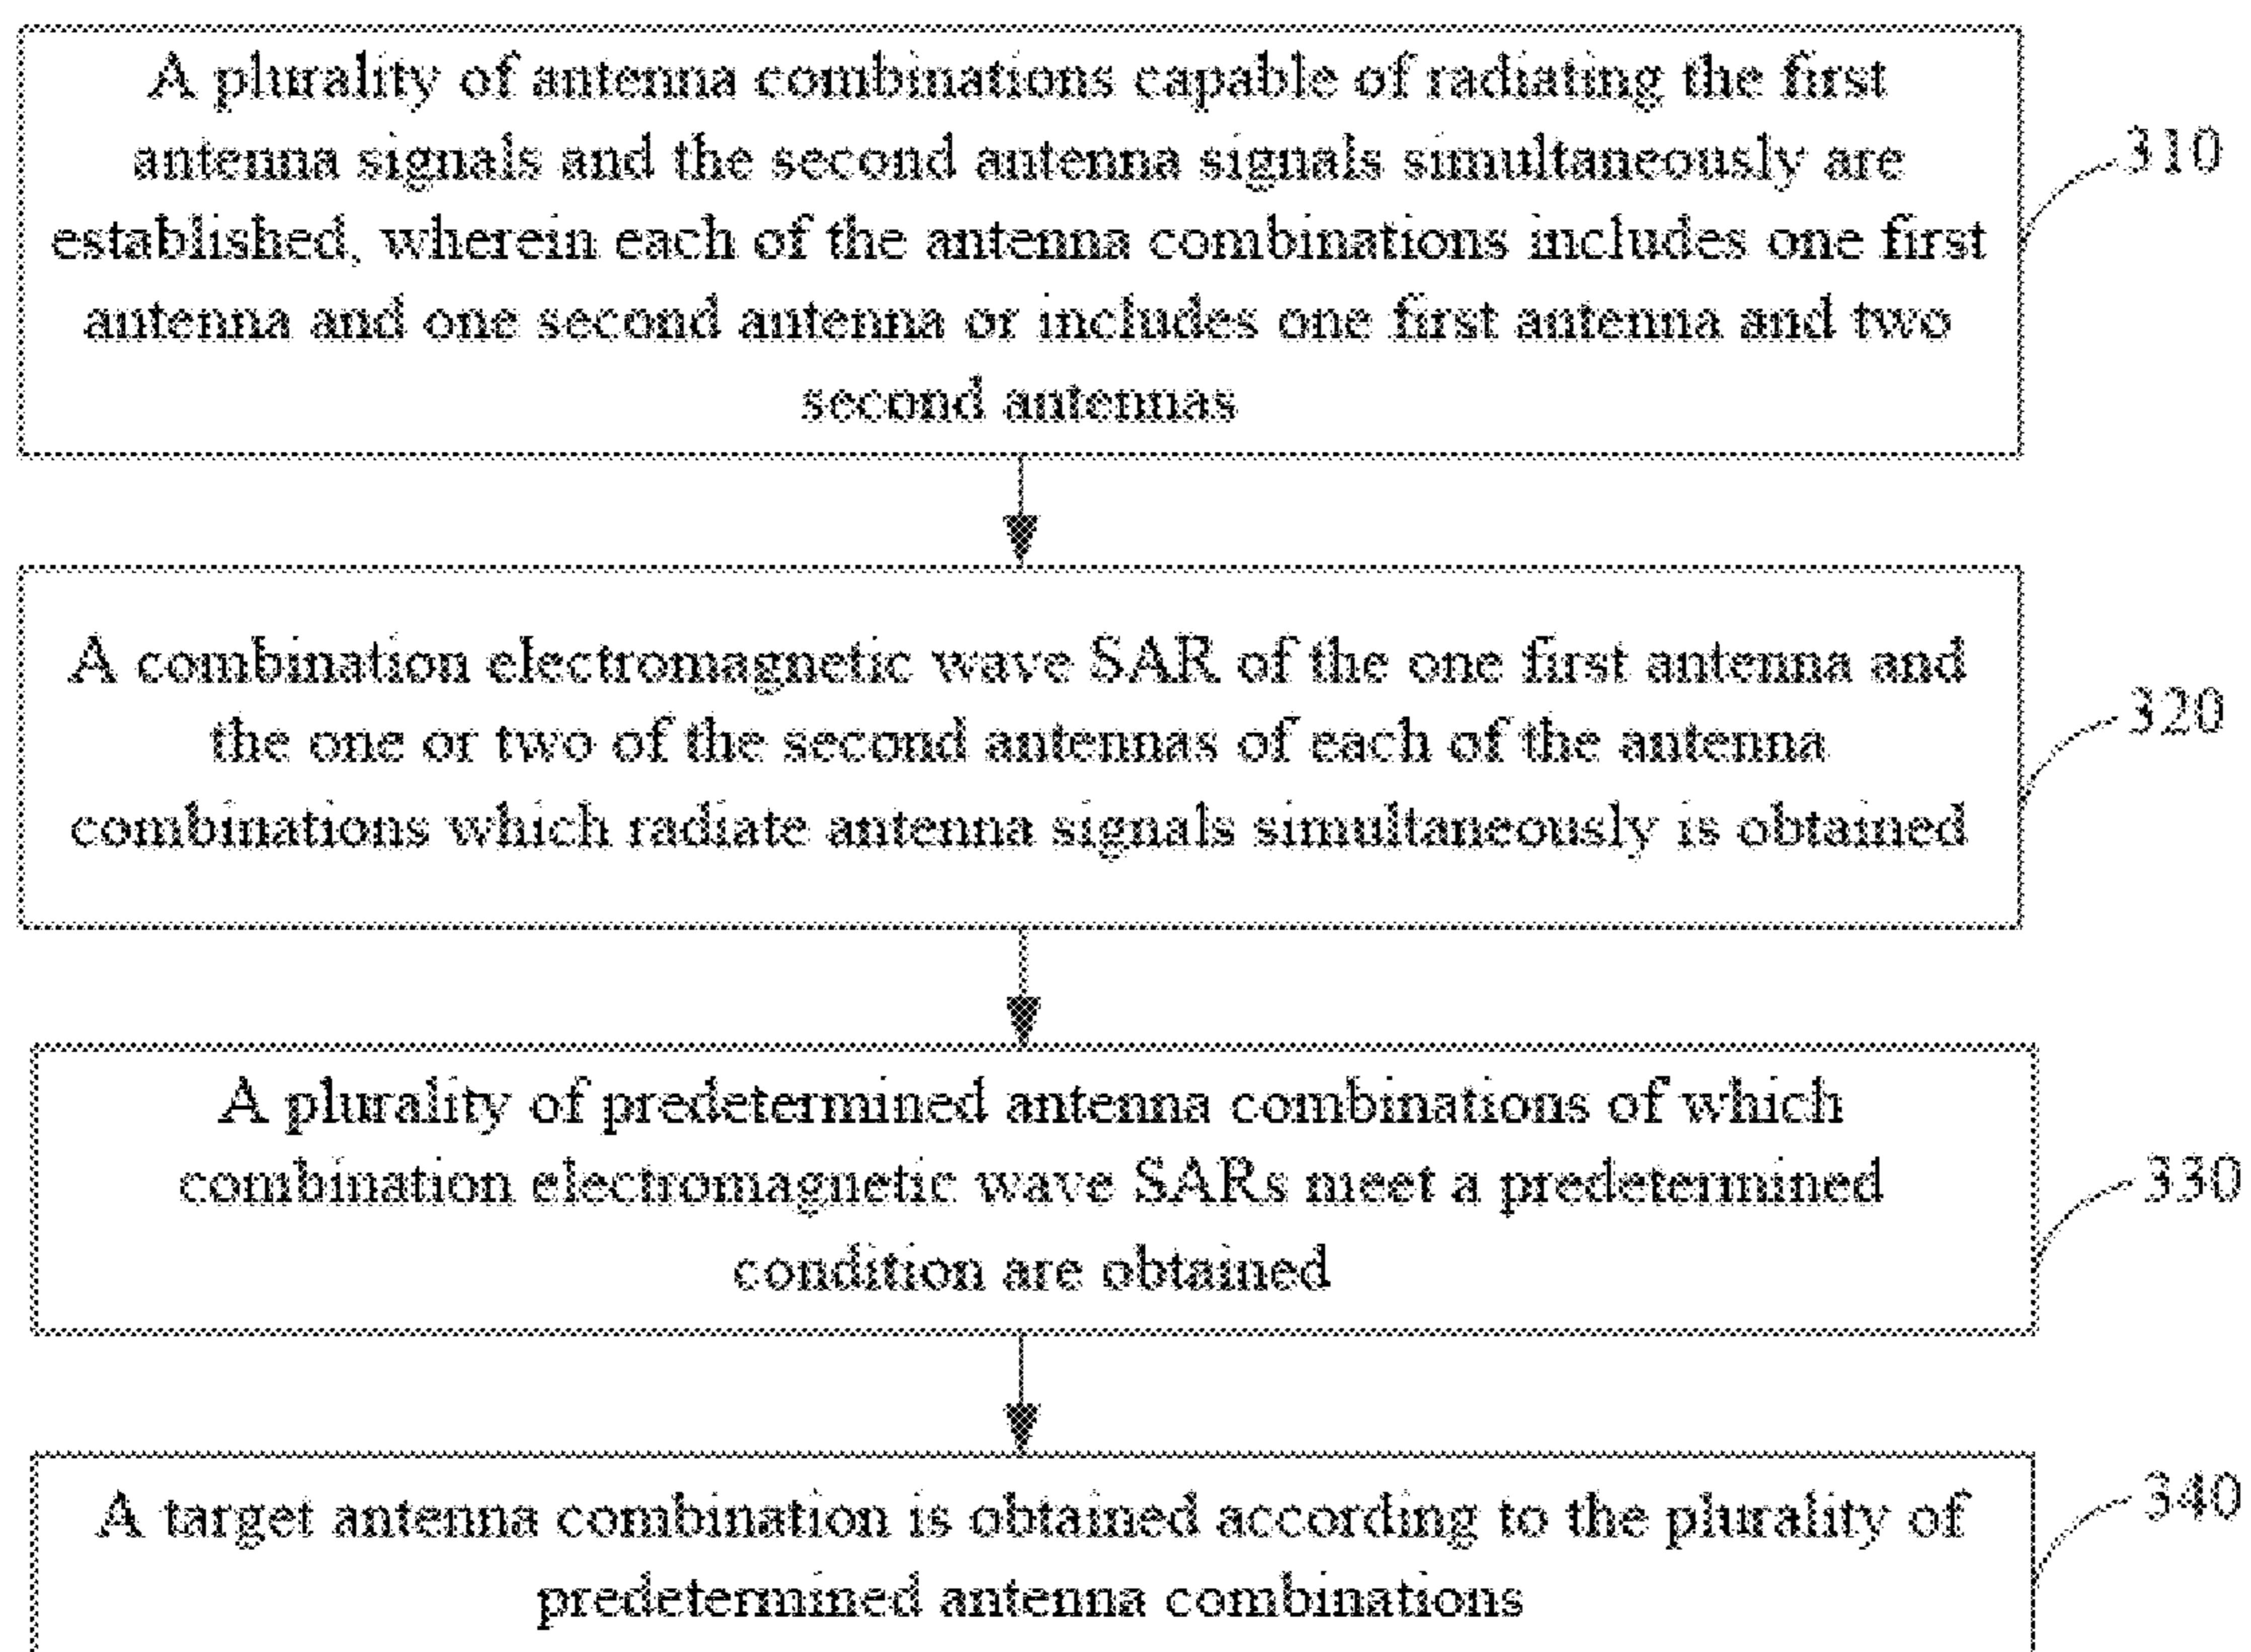 A plurality of antenna combinations capable of radiating the first
antenna signals and the second antenna signals simultaneously are
established, wherein each of the antenna combinations includes one first
antenna and one second antenna or includes one first antenna and two
second antennas
310
A combination electromagnetic wave SAR of the one first antenna and
the one or two of the second antennas of each of the antenna
combinations which radiate antenna signals simultaneously is obtained
320
A plurality of predetermined antenna combinations of which
combination electromagnetic wave SARs meet a predetermined
condition are obtained
330
A target antenna combination is obtained according to the plurality of
predetermined antenna combinations
340